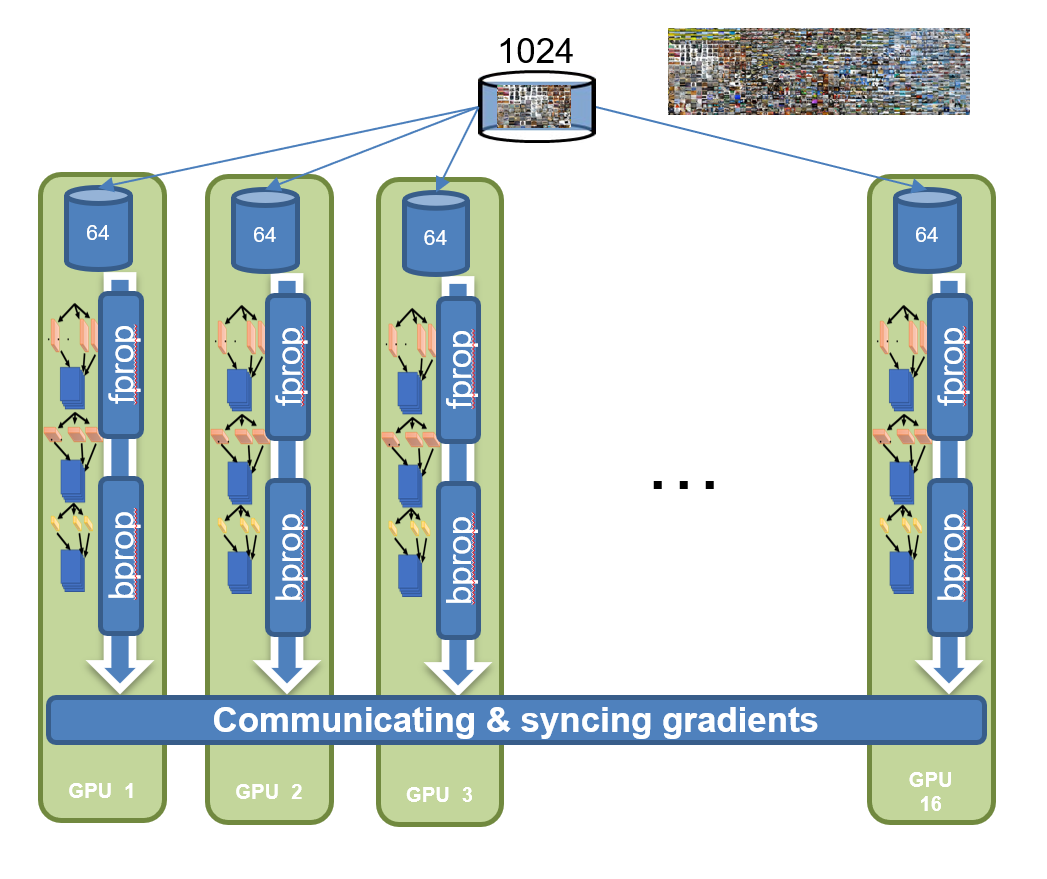 1024
64
64
64
64
fprop
fprop
fprop
fprop
...
bprop
bprop
bprop
bprop
Communicating & syncing gradients
GPU 1
GPU 2
GPU 3
GPU
16